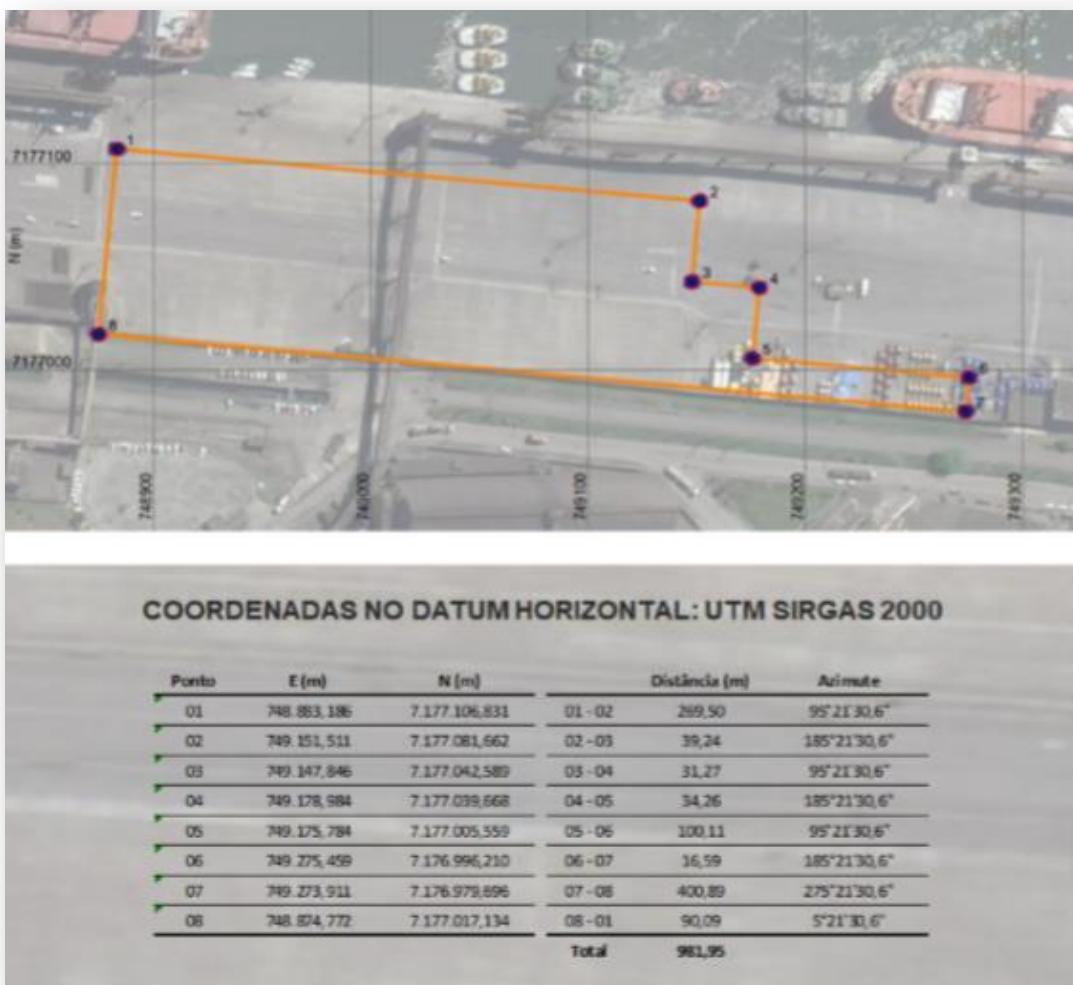 1
7177100
2
N (m)
3
4
7177000
5
6
7
748900
749100
749200
749300
COORDENADAS NO DATUM HORIZONTAL: UTM SIRGAS 2000
Ponto E (m) N (m) Distância (m) Azimute
01 748.883,186 7.177.106,831 01 - 02 269,50 95°21'30,6"
02 749.151,511 7.177.081,662 02 - 03 39,24 185°21'30,6"
03 749.147,846 7.177.042,589 03 - 04 31,27 95°21'30,6"
04 749.178,984 7.177.039,668 04 - 05 34,26 185°21'30,6"
05 749.175,784 7.177.005,559 05 - 06 100,11 95°21'30,6"
06 749.275,459 7.176.996,210 06 - 07 16,59 185°21'30,6"
07 749.273,911 7.176.979,696 07 - 08 400,89 275°21'30,6"
08 748.874,772 7.177.017,134 08 - 01 90,09 5°21'30,6"
Total 981,95